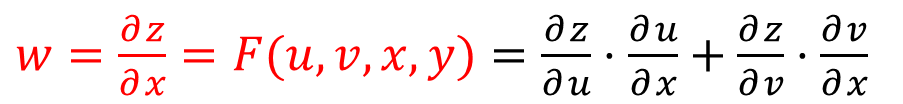 w = ∂z/∂x = F(u, v, x, y) = ∂z/∂u · ∂u/∂x + ∂z/∂v · ∂v/∂x